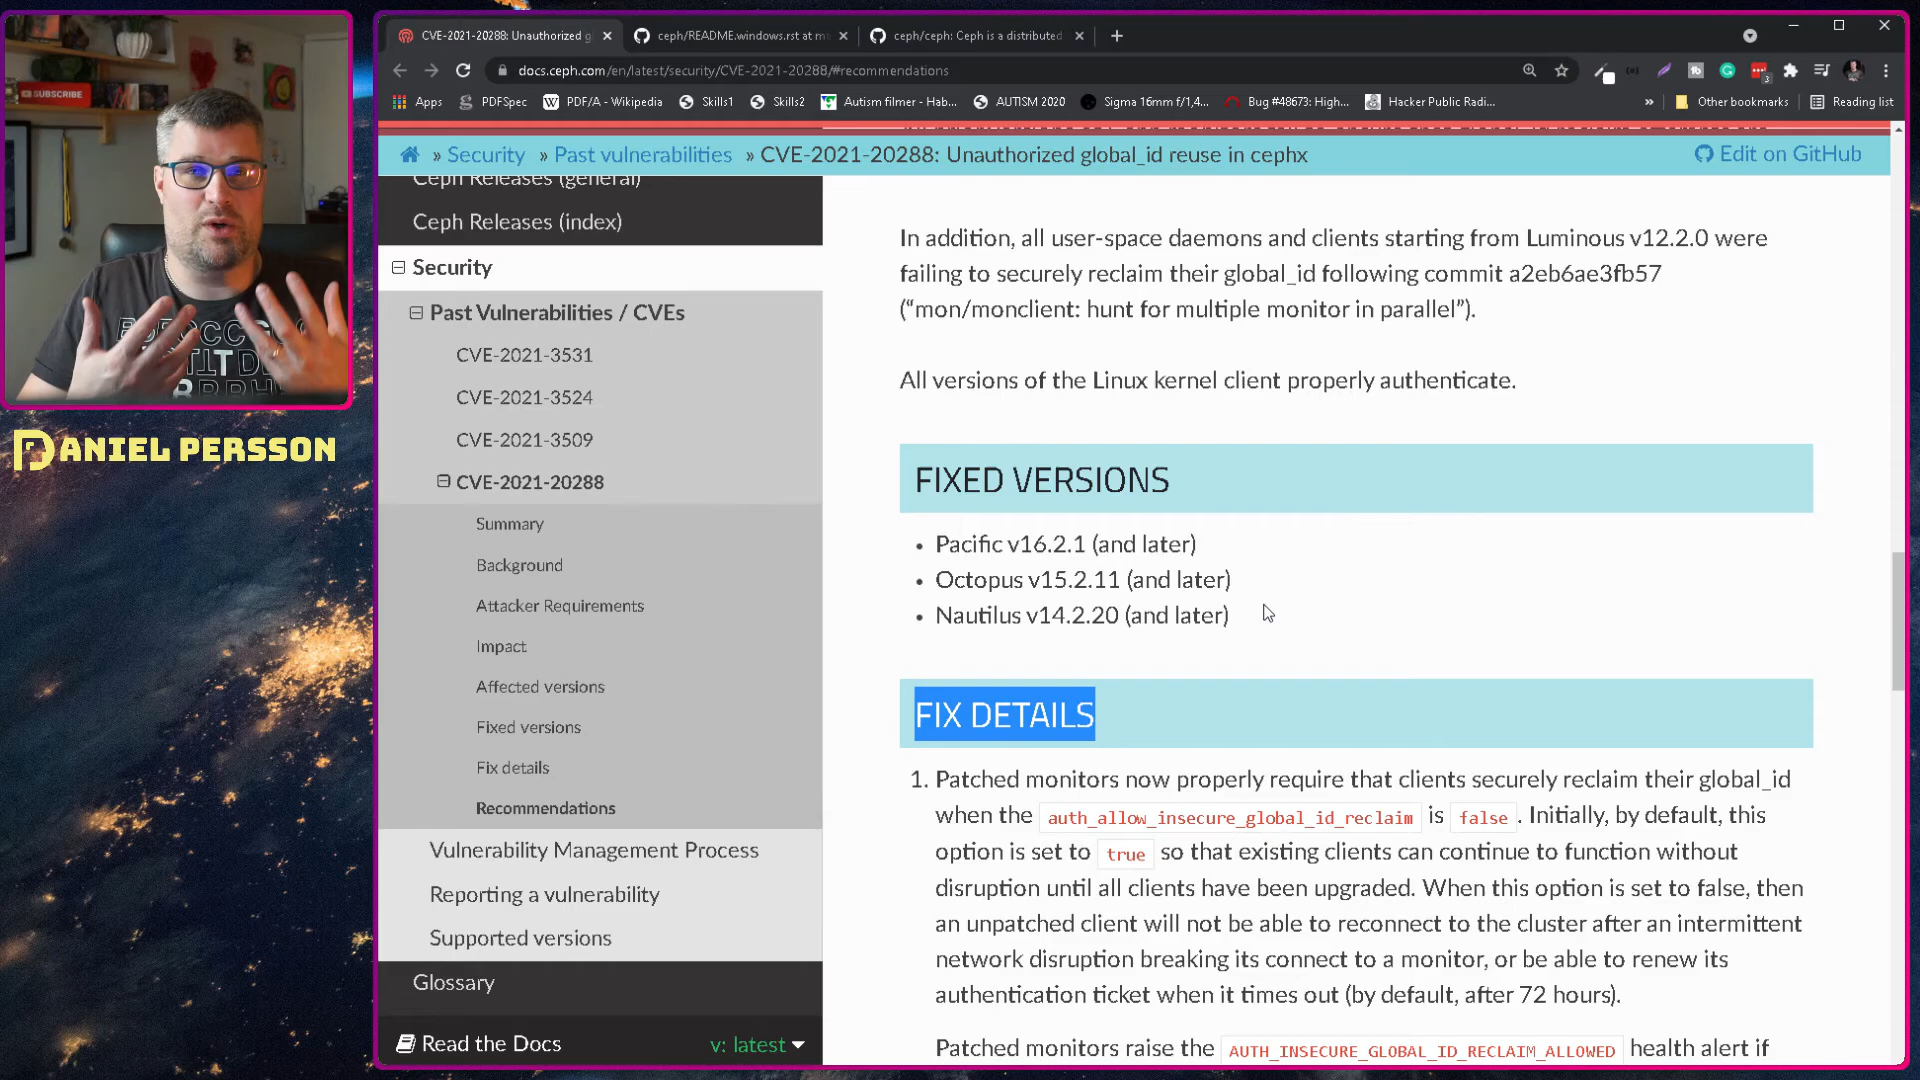 CVE-2021-20288: Unauthorized g
ceph/README.windows.rst at m
ceph/ceph: Ceph is a distributed
docs.ceph.com/en/latest/security/CVE-2021-20288/#recommendations
Apps
PDFSpec
PDF/A - Wikipedia
Skills1
Skills2
Autism filmer - Hab...
AUTISM 2020
Sigma 16mm f/1,4...
Bug #48673: High...
Hacker Public Radi...
»
Other bookmarks
Reading list
SUBSCRIBE
DANIEL PERSSON
» Security » Past vulnerabilities » CVE-2021-20288: Unauthorized global_id reuse in cephx
Edit on GitHub
Ceph Releases (general)
Ceph Releases (index)
Security
Past Vulnerabilities / CVEs
CVE-2021-3531
CVE-2021-3524
CVE-2021-3509
CVE-2021-20288
Summary
Background
Attacker Requirements
Impact
Affected versions
Fixed versions
Fix details
Recommendations
Vulnerability Management Process
Reporting a vulnerability
Supported versions
Glossary
Read the Docs
v: latest
In addition, all user-space daemons and clients starting from Luminous v12.2.0 were
failing to securely reclaim their global_id following commit a2eb6ae3fb57
(“mon/monclient: hunt for multiple monitor in parallel”).
All versions of the Linux kernel client properly authenticate.
FIXED VERSIONS
• Pacific v16.2.1 (and later)
• Octopus v15.2.11 (and later)
• Nautilus v14.2.20 (and later)
FIX DETAILS
1. Patched monitors now properly require that clients securely reclaim their global_id
when the auth_allow_insecure_global_id_reclaim is false. Initially, by default, this
option is set to true so that existing clients can continue to function without
disruption until all clients have been upgraded. When this option is set to false, then
an unpatched client will not be able to reconnect to the cluster after an intermittent
network disruption breaking its connect to a monitor, or be able to renew its
authentication ticket when it times out (by default, after 72 hours).
Patched monitors raise the AUTH_INSECURE_GLOBAL_ID_RECLAIM_ALLOWED health alert if